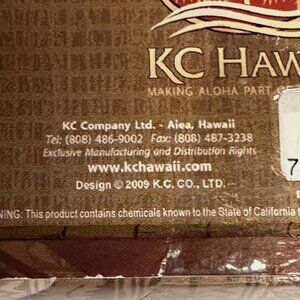 KC HAW
MAKING ALOHA PART OF
KC Company Ltd. - Aiea, Hawaii
Tel: (808) 486-9002 Fax: (808) 487-3238
Exclusive Manufacturing and Distribution Rights
www.kchawaii.com
Design © 2009 K.C. CO., LTD.
7
NING: This product contains chemicals known to the State of California